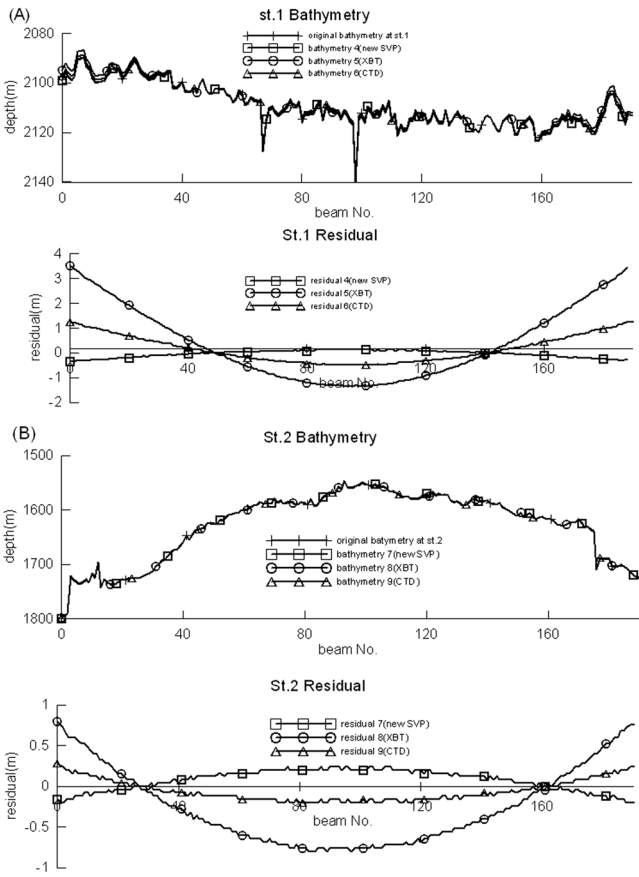 (A)
st.1 Bathymetry
2080
original bathymetry at st.1
bathymetry 4(new SVP)
bathymetry 5(XBT)
bathymetry 6(CTD)
2100
depth(m)
2120
2140
0 40 80 120 160
beam No.
St.1 Residual
4
residual 4(new SVP)
residual 5(XBT)
residual 6(CTD)
3
2
residual(m)
1
0
0 40 80 120 160
beam No.
-1
-2
(B)
St.2 Bathymetry
1500
1600
depth(m)
original batymetry at st.2
bathymetry 7(new SVP)
bathymetry 8(XBT)
bathymetry 9(CTD)
1700
1800
0 40 80 120 160
beam No.
St.2 Residual
1
residual 7(new SVP)
residual 8(XBT)
residual 9(CTD)
0.5
residual(m)
0
0 40 80 120 160
beam No.
-0.5
-1